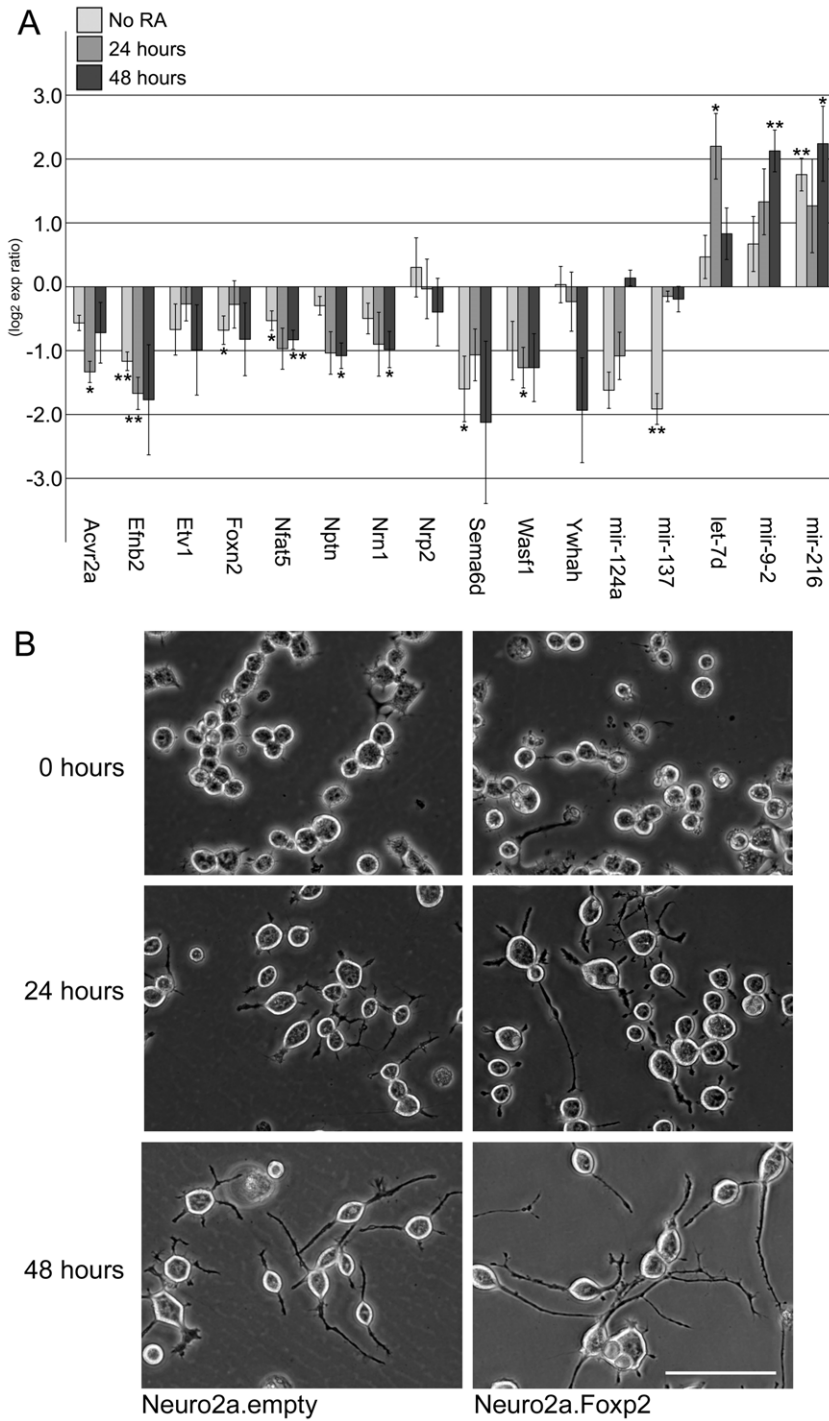 A
No RA
24 hours
48 hours
(log2 exp ratio)
3.0
2.0
1.0
0.0
-1.0
-2.0
-3.0
* ** ** * * ** * * * * ** * ** ** *
Acvr2a
Efnb2
Etv1
Foxn2
Nfat5
Nptn
Nrn1
Nrp2
Sema6d
Wasf1
Ywhah
mir-124a
mir-137
let-7d
mir-9-2
mir-216
B
0 hours
24 hours
48 hours
Neuro2a.empty Neuro2a.Foxp2